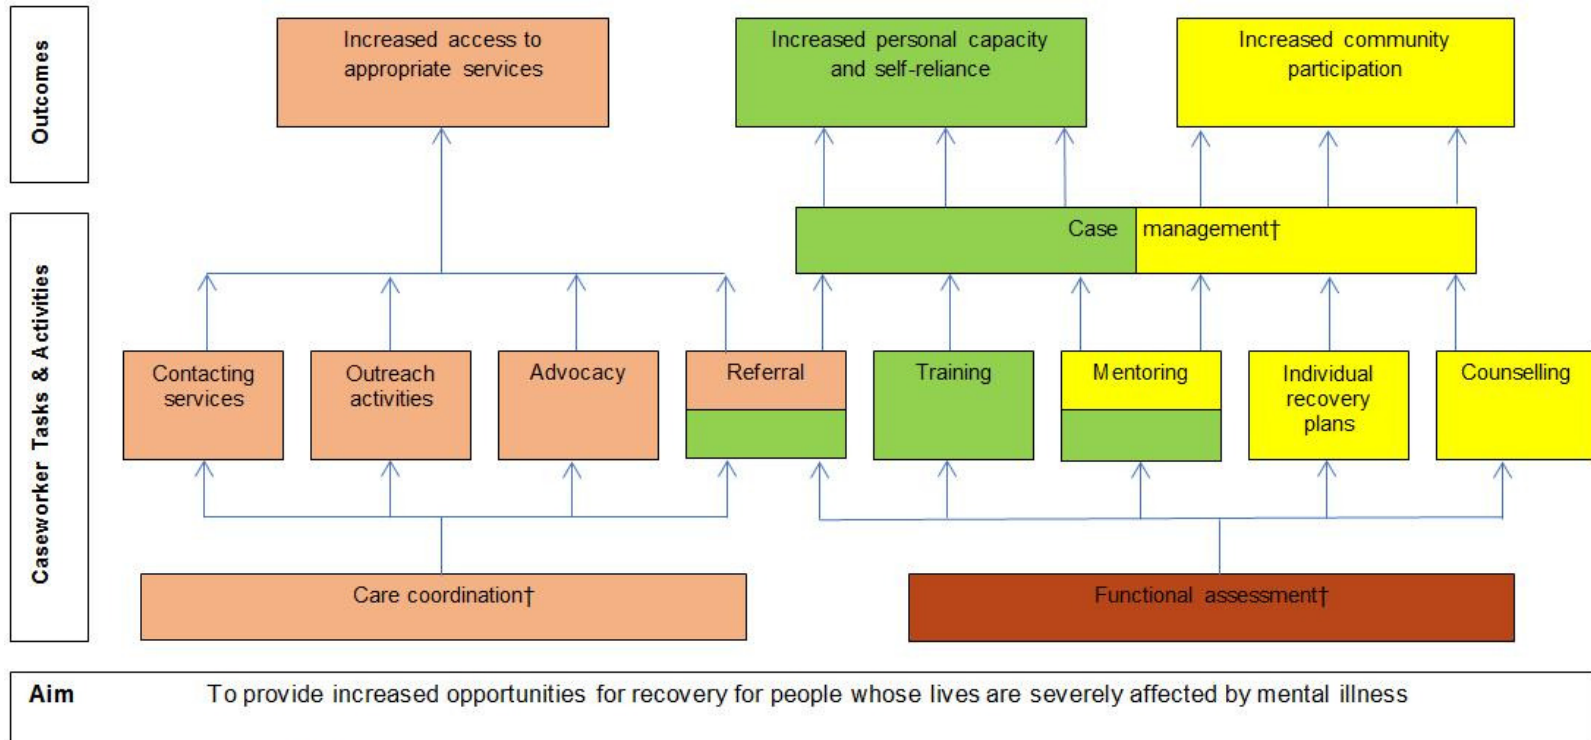 Outcomes
Increased access to
appropriate services
Increased personal capacity
and self-reliance
Increased community
participation
Caseworker Tasks & Activities
Case management†
Contacting
services
Outreach
activities
Advocacy
Referral
Training
Mentoring
Individual
recovery
plans
Counselling
Care coordination†
Functional assessment†
Aim To provide increased opportunities for recovery for people whose lives are severely affected by mental illness